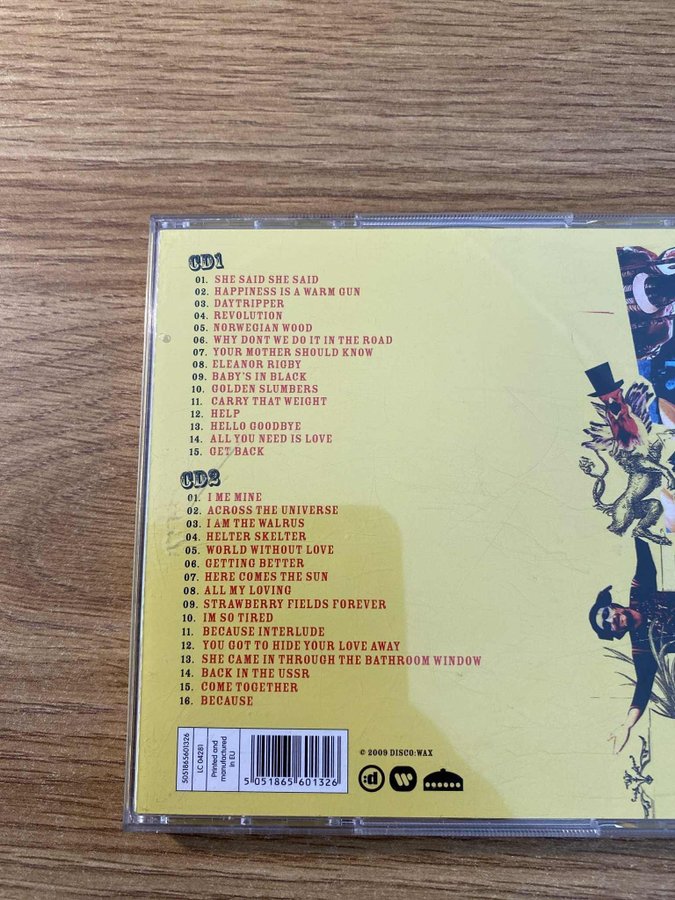 CD1
01. SHE SAID SHE SAID
02. HAPPINESS IS A WARM GUN
03. DAYTRIPPER
04. REVOLUTION
05. NORWEGIAN WOOD
06. WHY DONT WE DO IT IN THE ROAD
07. YOUR MOTHER SHOULD KNOW
08. ELEANOR RIGBY
09. BABY'S IN BLACK
10. GOLDEN SLUMBERS
11. CARRY THAT WEIGHT
12. HELP
13. HELLO GOODBYE
14. ALL YOU NEED IS LOVE
15. GET BACK
CD2
01. I ME MINE
02. ACROSS THE UNIVERSE
03. I AM THE WALRUS
04. HELTER SKELTER
05. WORLD WITHOUT LOVE
06. GETTING BETTER
07. HERE COMES THE SUN
08. ALL MY LOVING
09. STRAWBERRY FIELDS FOREVER
10. IM SO TIRED
11. BECAUSE INTERLUDE
12. YOU GOT TO HIDE YOUR LOVE AWAY
13. SHE CAME IN THROUGH THE BATHROOM WINDOW
14. BACK IN THE USSR
15. COME TOGETHER
16. BECAUSE
5051865601326
LC 04281
Printed and
manufactured
in EU
5 051865 601326
© 2009 DISCO:WAX
:d